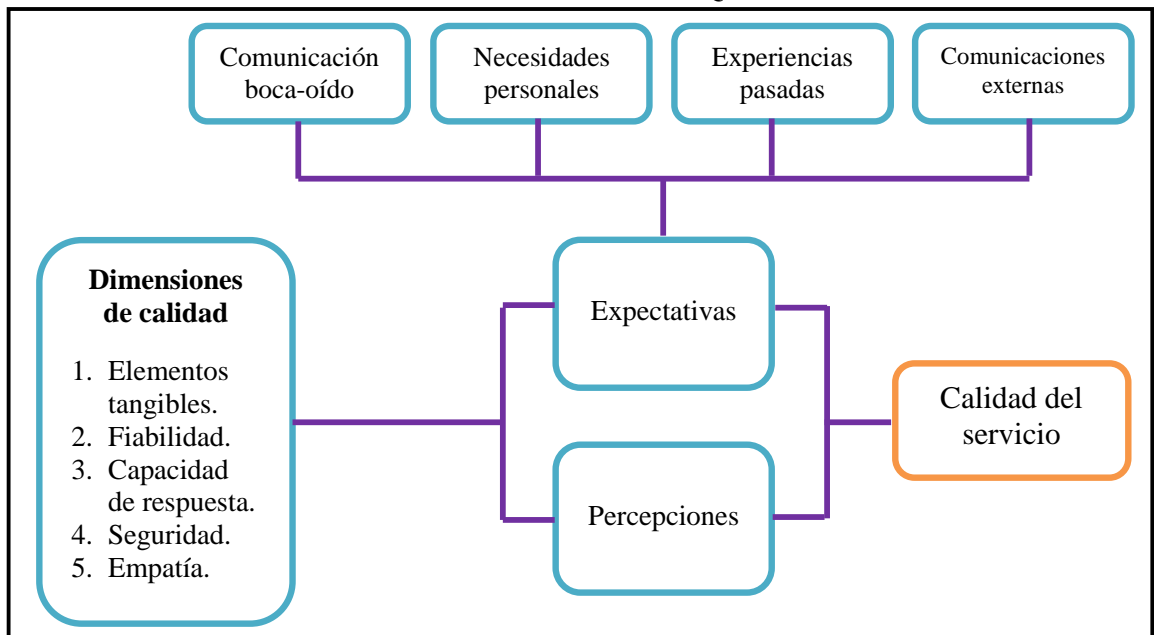 Comunicación
boca-oído
Necesidades
personales
Experiencias
pasadas
Comunicaciones
externas
Dimensiones
de calidad
1. Elementos
tangibles.
2. Fiabilidad.
3. Capacidad
de respuesta.
4. Seguridad.
5. Empatía.
Expectativas
Percepciones
Calidad del
servicio